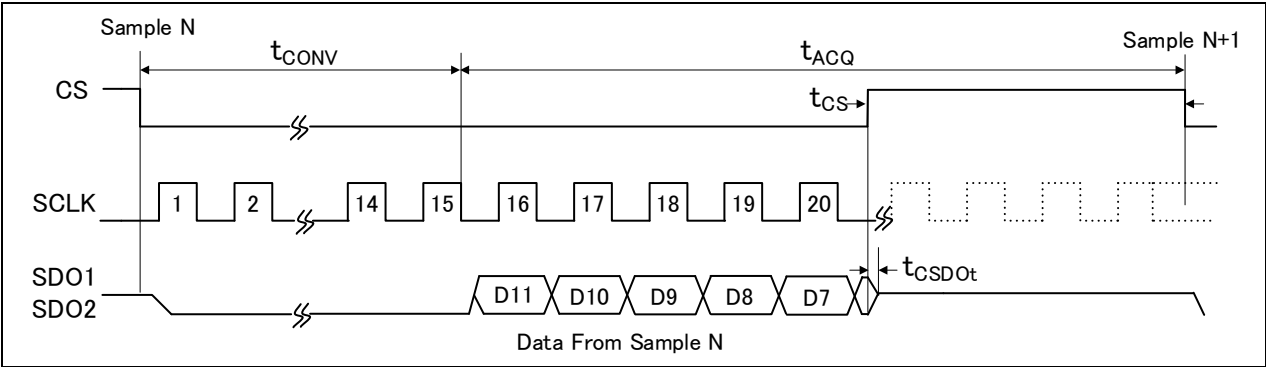 Sample N
Sample N+1
tCONV
tACQ
CS
tCS
SCLK
1 2 14 15 16 17 18 19 20
SDO1
SDO2
D11 D10 D9 D8 D7
tCSDOt
Data From Sample N